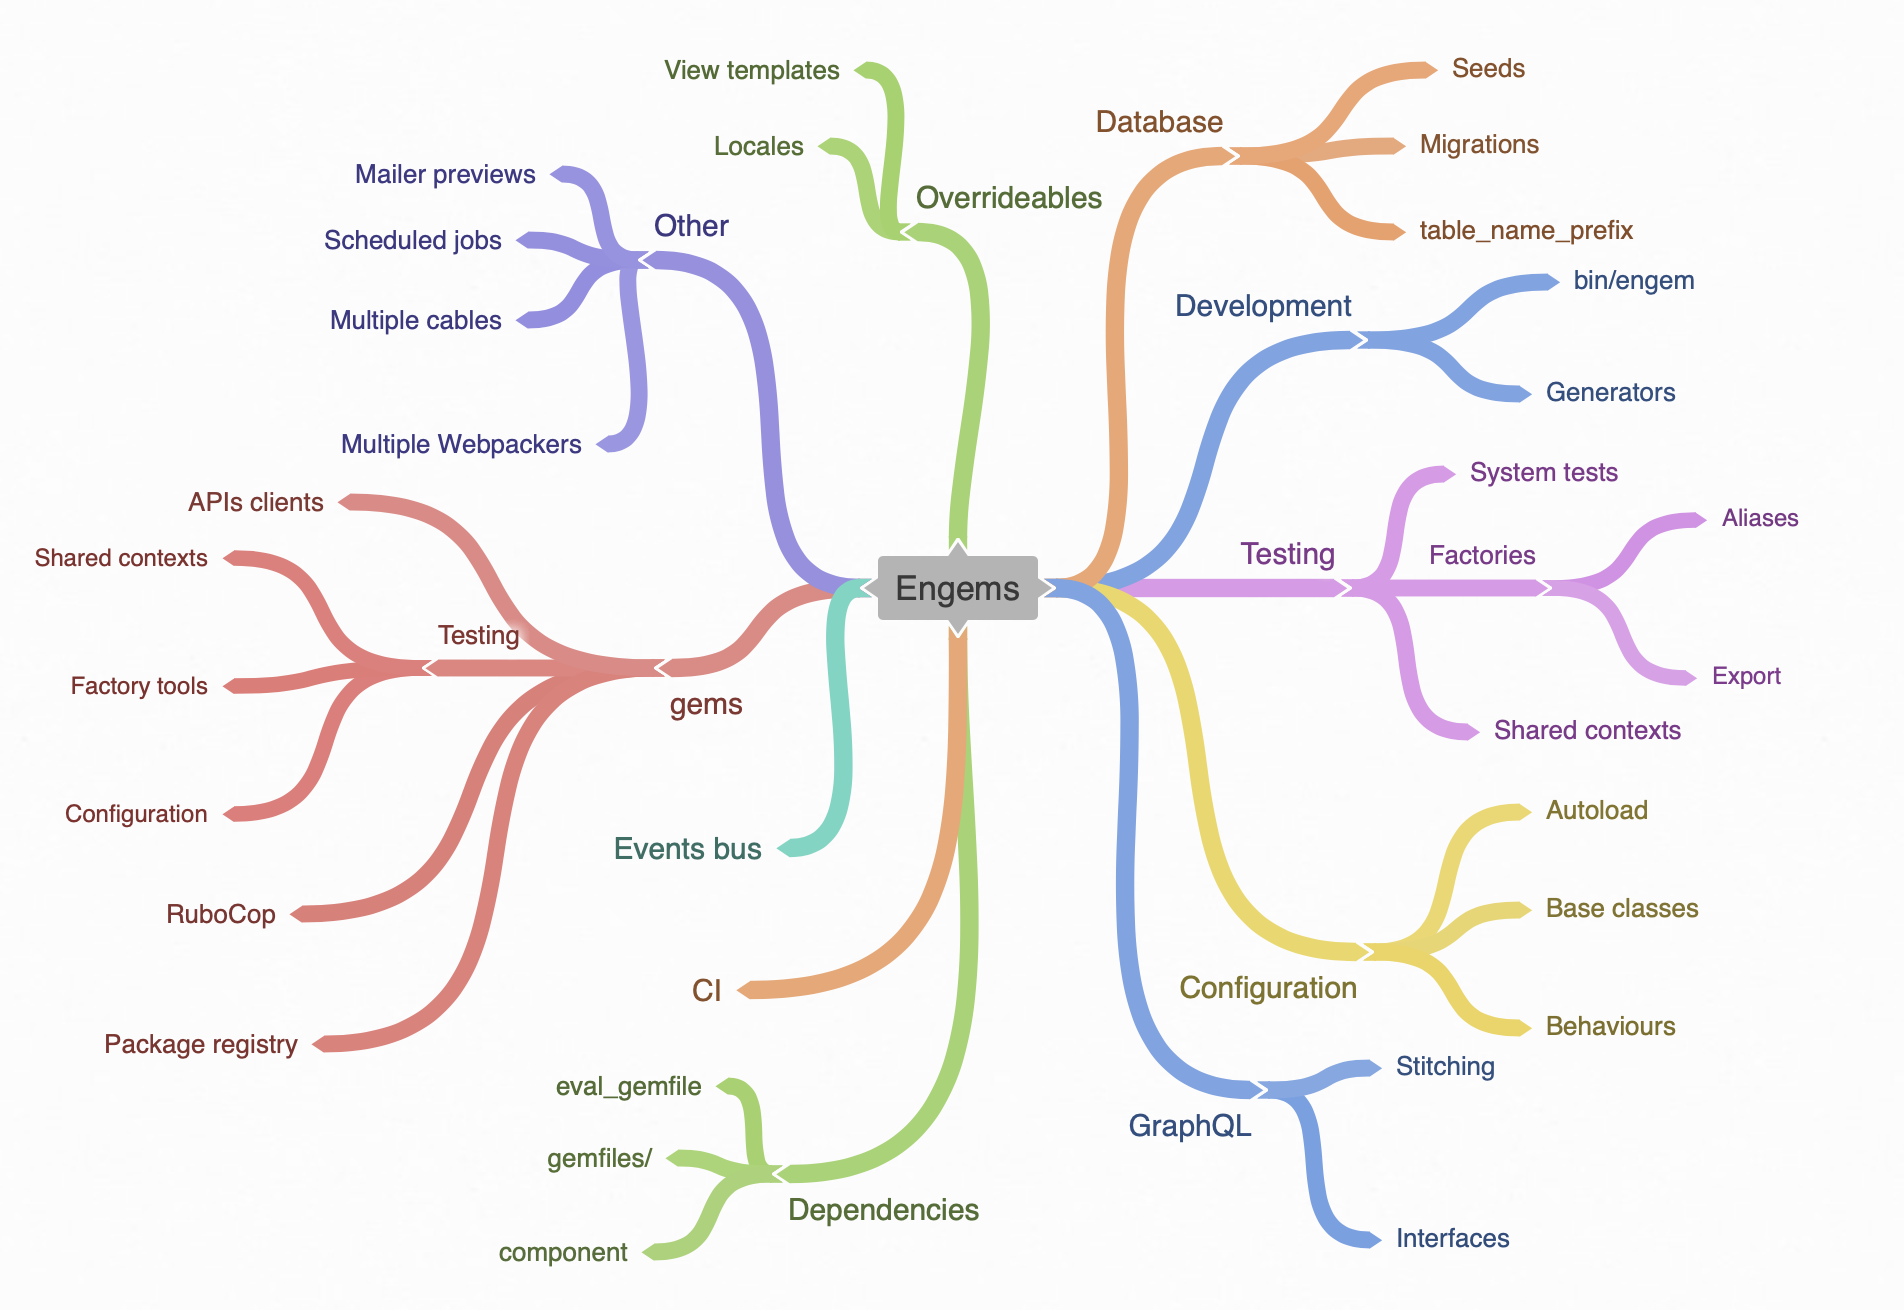 Engems
Overrideables
View templates
Locales
Database
Seeds
Migrations
table_name_prefix
Development
bin/engem
Generators
Testing
System tests
Factories
Aliases
Export
Shared contexts
Configuration
Autoload
Base classes
Behaviours
GraphQL
Stitching
Interfaces
Dependencies
eval_gemfile
gemfiles/
component
CI
Events bus
gems
APIs clients
Testing
Shared contexts
Factory tools
Configuration
RuboCop
Package registry
Other
Mailer previews
Scheduled jobs
Multiple cables
Multiple Webpackers